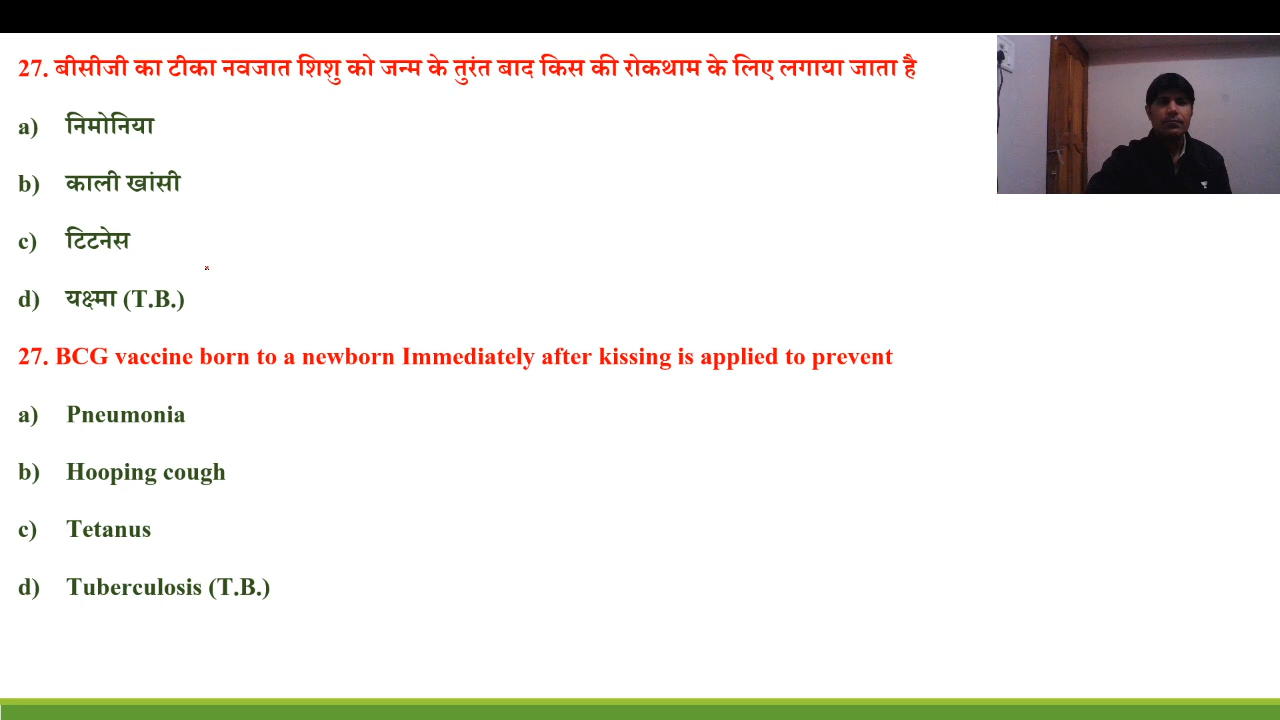 27. बीसीजी का टीका नवजात शिशु को जन्म के तुरंत बाद किस की रोकथाम के लिए लगाया जाता है
a) निमोनिया
b) काली खांसी
c) टिटनेस
d) यक्ष्मा (T.B.)
27. BCG vaccine born to a newborn Immediately after kissing is applied to prevent
a) Pneumonia
b) Hooping cough
c) Tetanus
d) Tuberculosis (T.B.)